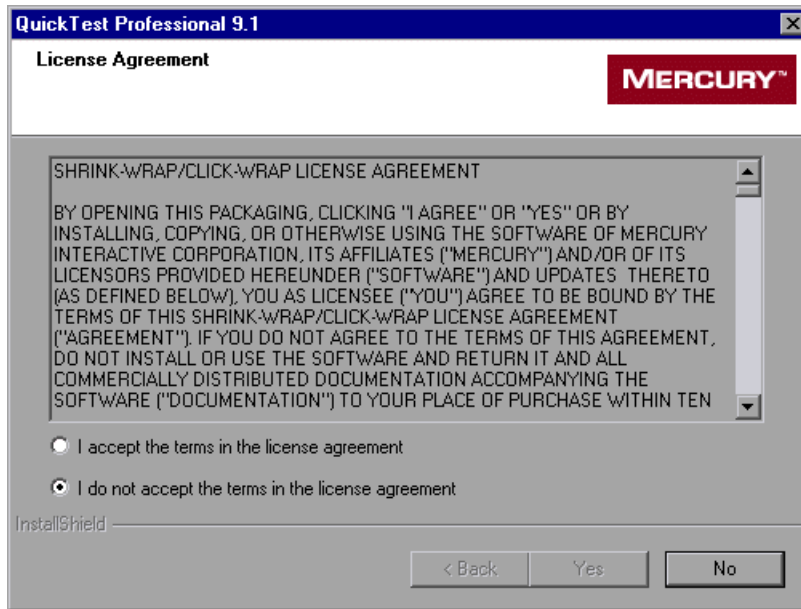 QuickTest Professional 9.1
License Agreement
MERCURY™
SHRINK-WRAP/CLICK-WRAP LICENSE AGREEMENT
BY OPENING THIS PACKAGING, CLICKING "I AGREE" OR "YES" OR BY
INSTALLING, COPYING, OR OTHERWISE USING THE SOFTWARE OF MERCURY
INTERACTIVE CORPORATION, ITS AFFILIATES ("MERCURY") AND/OR OF ITS
LICENSORS PROVIDED HEREUNDER ("SOFTWARE") AND UPDATES THERETO
(AS DEFINED BELOW), YOU AS LICENSEE ("YOU") AGREE TO BE BOUND BY THE
TERMS OF THIS SHRINK-WRAP/CLICK-WRAP LICENSE AGREEMENT
("AGREEMENT"). IF YOU DO NOT AGREE TO THE TERMS OF THIS AGREEMENT,
DO NOT INSTALL OR USE THE SOFTWARE AND RETURN IT AND ALL
COMMERCIALLY DISTRIBUTED DOCUMENTATION ACCOMPANYING THE
SOFTWARE ("DOCUMENTATION") TO YOUR PLACE OF PURCHASE WITHIN TEN
I accept the terms in the license agreement
I do not accept the terms in the license agreement
InstallShield
< Back Yes No